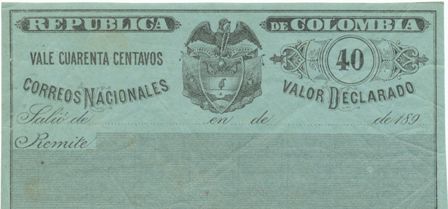 REPUBLICA DE COLOMBIA
VALE CUARENTA CENTAVOS
40
CORREOS NACIONALES
VALOR DECLARADO
Salió de en de de 189
Remite